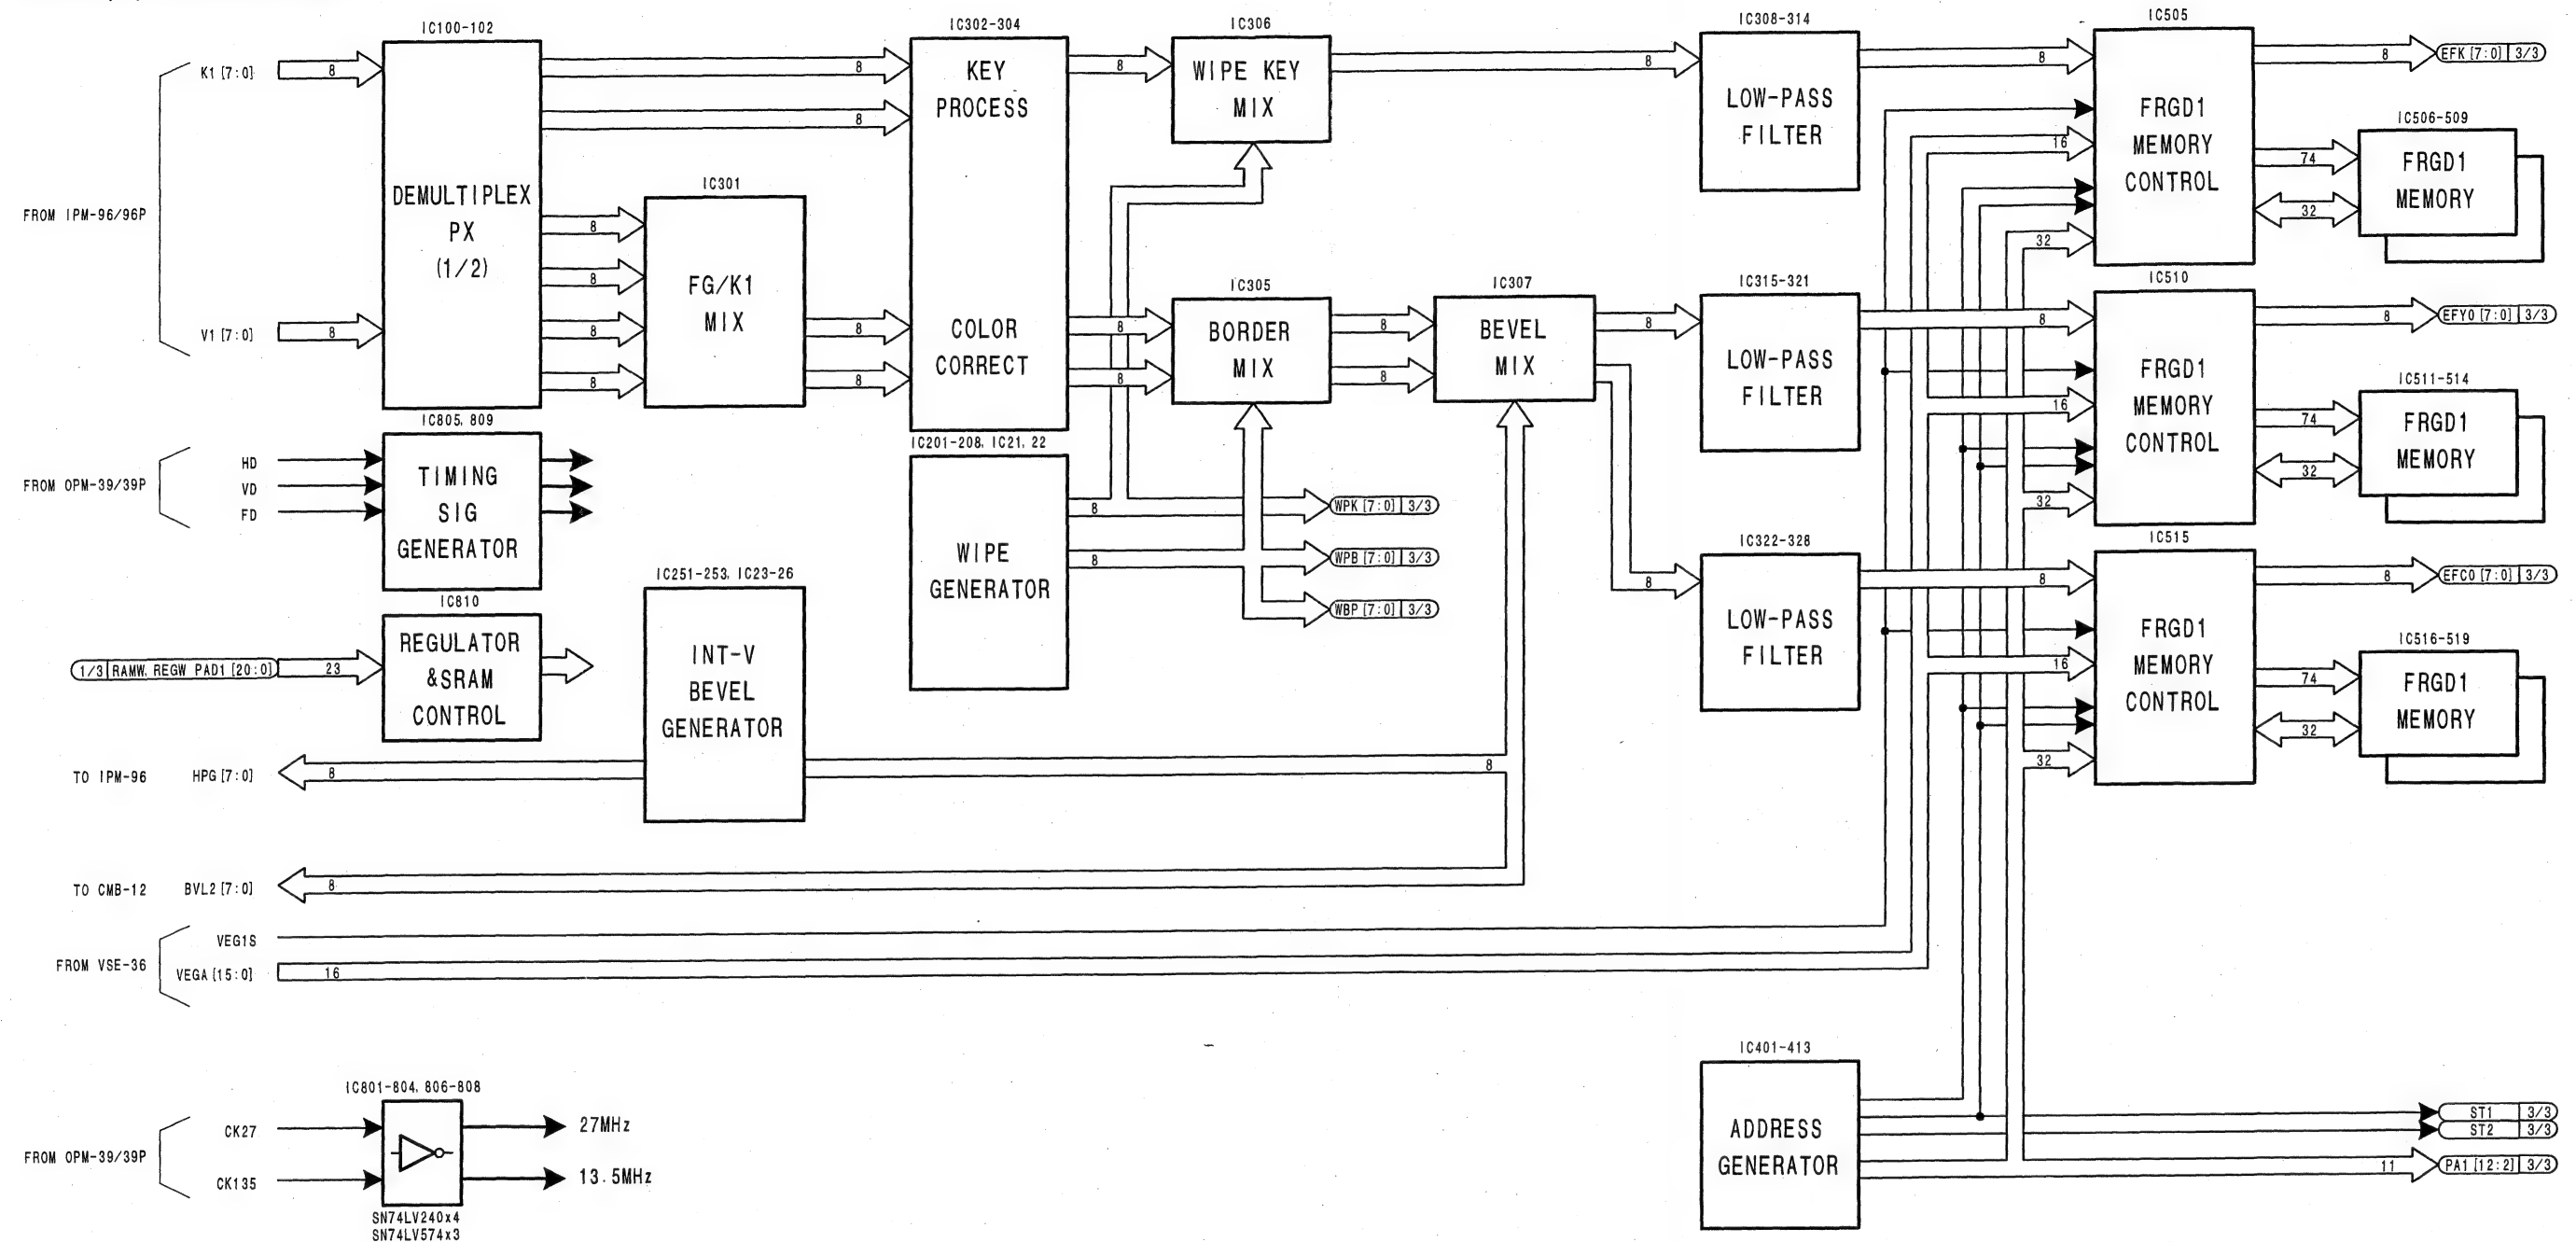 IC100-102
K1 [7:0]
8
FROM IPM-96/96P
V1 [7:0]
8
DEMULTIPLEX
PX
(1/2)
8
8
8
8
8
8
IC301
FG/K1
MIX
8
8
IC302-304
KEY
PROCESS
COLOR
CORRECT
8
8
8
IC306
WIPE KEY
MIX
8
IC305
BORDER
MIX
8
8
IC307
BEVEL
MIX
8
8
IC308-314
LOW-PASS
FILTER
8
IC315-321
LOW-PASS
FILTER
8
IC322-328
LOW-PASS
FILTER
8
IC505
FRGD1
MEMORY
CONTROL
16
32
8
EFK [7:0] 3/3
74
32
IC506-509
FRGD1
MEMORY
IC510
FRGD1
MEMORY
CONTROL
16
32
8
EFY0 [7:0] 3/3
74
32
IC511-514
FRGD1
MEMORY
IC515
FRGD1
MEMORY
CONTROL
16
32
8
EFC0 [7:0] 3/3
74
32
IC516-519
FRGD1
MEMORY
IC805, 809
FROM OPM-39/39P
HD
VD
FD
TIMING
SIG
GENERATOR
IC201-208, IC21, 22
WIPE
GENERATOR
8
8
WPK [7:0] 3/3
WPB [7:0] 3/3
WBP [7:0] 3/3
IC810
1/3 RAMW, REGW PAD1 [20:0]
23
REGULATOR
&SRAM
CONTROL
IC251-253, IC23-26
INT-V
BEVEL
GENERATOR
8
TO IPM-96 HPG [7:0]
8
TO CMB-12 BVL2 [7:0]
8
FROM VSE-36
VEG1S
VEGA [15:0]
16
IC401-413
ADDRESS
GENERATOR
ST1 3/3
ST2 3/3
11
PA1 [12:2] 3/3
IC801-804, 806-808
FROM OPM-39/39P
CK27
CK135
27MHz
13.5MHz
SN74LV240x4
SN74LV574x3